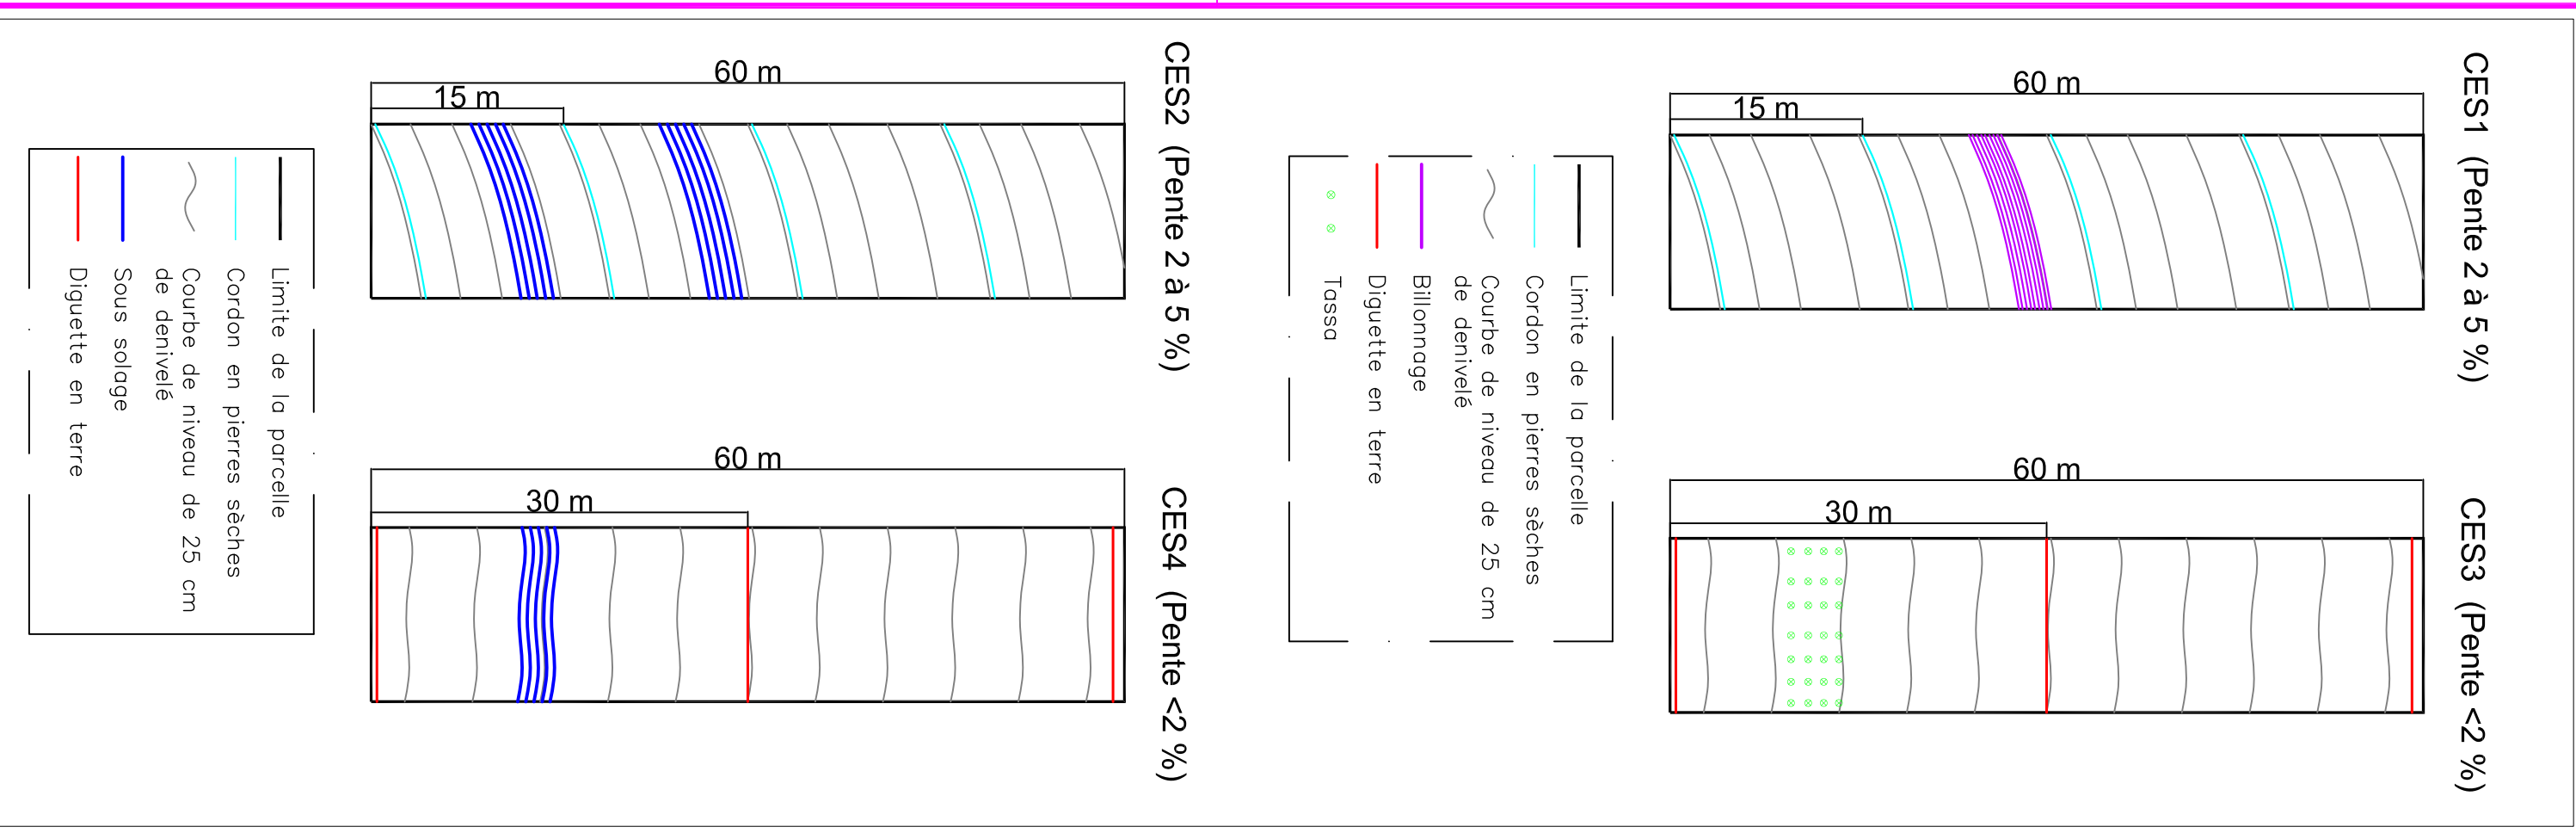 CES1 (Pente 2 à 5 %)
60 m
15 m
CES3 (Pente <2 %)
60 m
30 m
Limite de la parcelle
Cordon en pierres sèches
Courbe de niveau de 25 cm
de denivelé
Billonnage
Diguette en terre
Tassa
CES2 (Pente 2 à 5 %)
60 m
15 m
CES4 (Pente <2 %)
60 m
30 m
Limite de la parcelle
Cordon en pierres sèches
Courbe de niveau de 25 cm
de denivelé
Sous solage
Diguette en terre